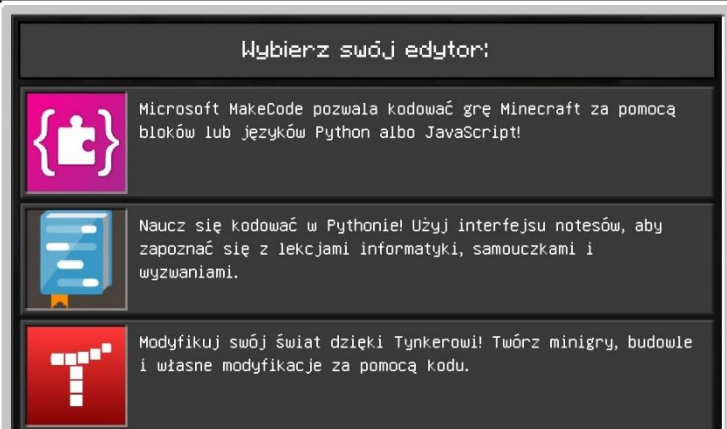 Wybierz swój edytor:
Microsoft MakeCode pozwala kodować grę Minecraft za pomocą
bloków lub języków Python albo JavaScript!
Naucz się kodować w Pythonie! Użyj interfejsu notesów, aby
zapoznać się z lekcjami informatyki, samouczkami i
wyzwaniami.
Modyfikuj swój świat dzięki Tynkerowi! Twórz minigry, budowle
i własne modyfikacje za pomocą kodu.